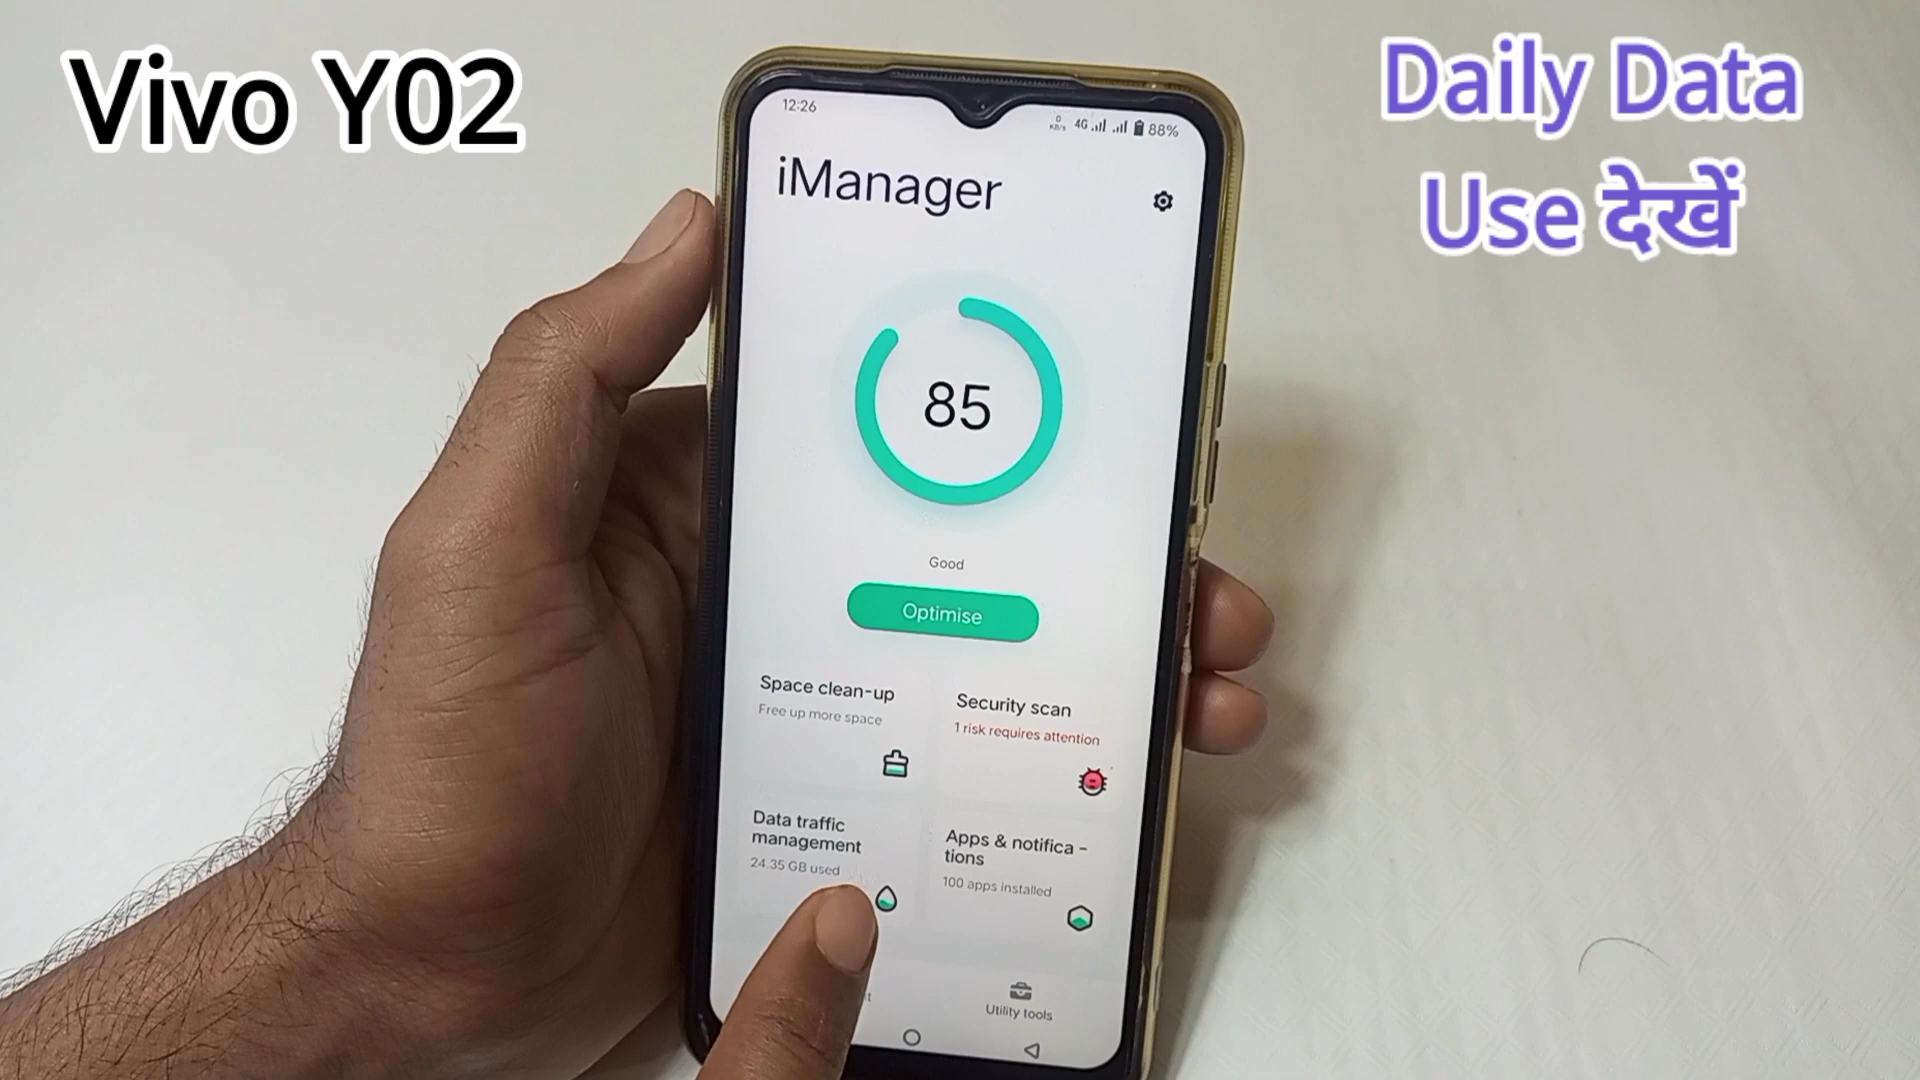 Vivo Y02
Daily Data
Use देखें
12:26
0
KB/s
4G
88%
iManager
85
Good
Optimise
Space clean-up
Free up more space
Security scan
1 risk requires attention
Data traffic
management
24.35 GB used
Apps & notifica -
tions
100 apps installed
Utility tools